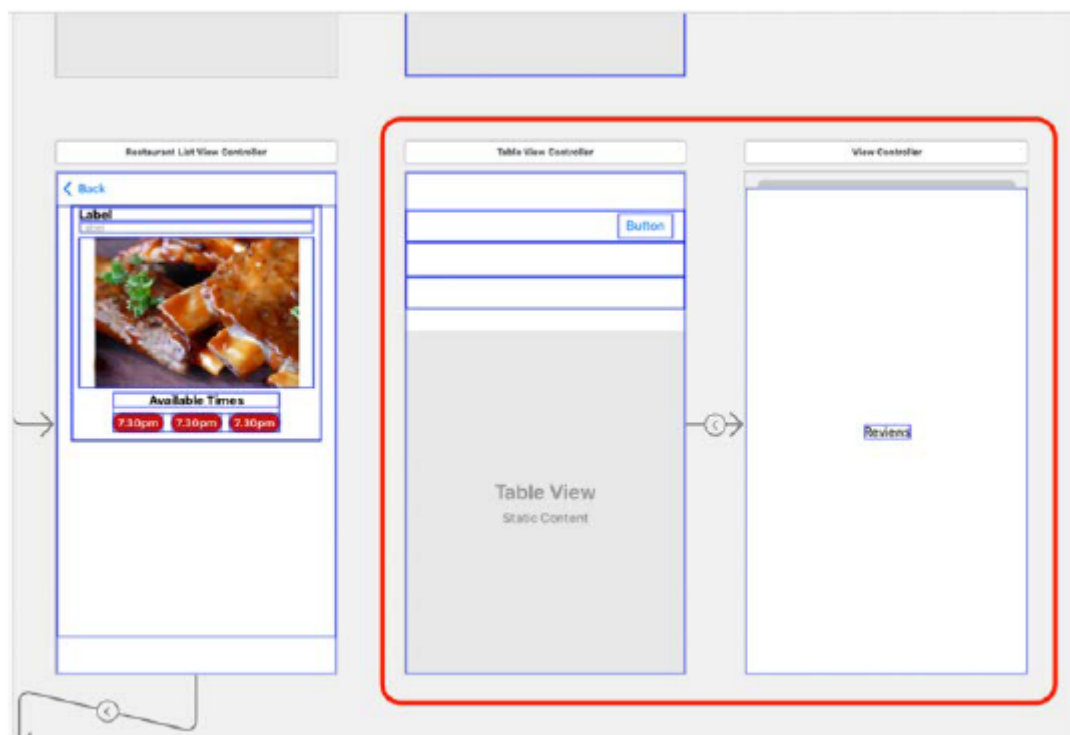 Restaurant List View Controller
Back
Label
Label
Available Times
7.30pm 7.30pm 7.30pm
Table View Controller
Button
Table View
Static Content
View Controller
Reviews